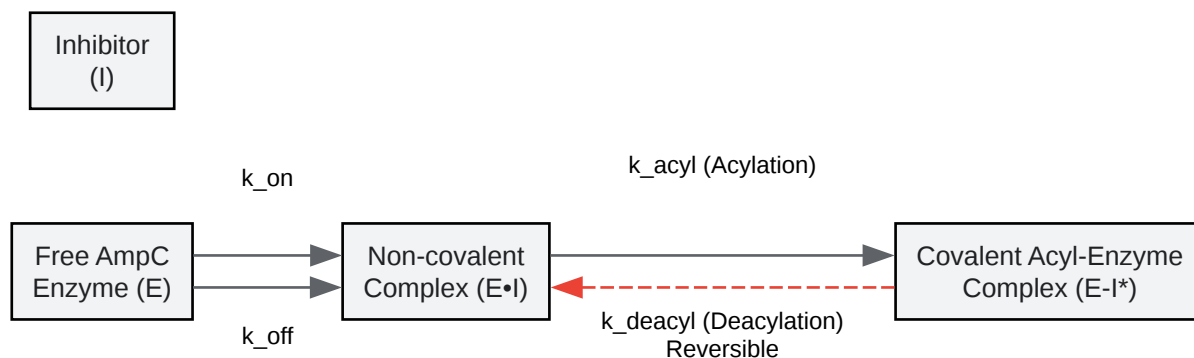 Inhibitor
(I)
k_on
k_acyl (Acylation)
Free AmpC
Enzyme (E)
Non-covalent
Complex (E•I)
Covalent Acyl-Enzyme
Complex (E-I*)
k_off
k_deacyl (Deacylation)
Reversible